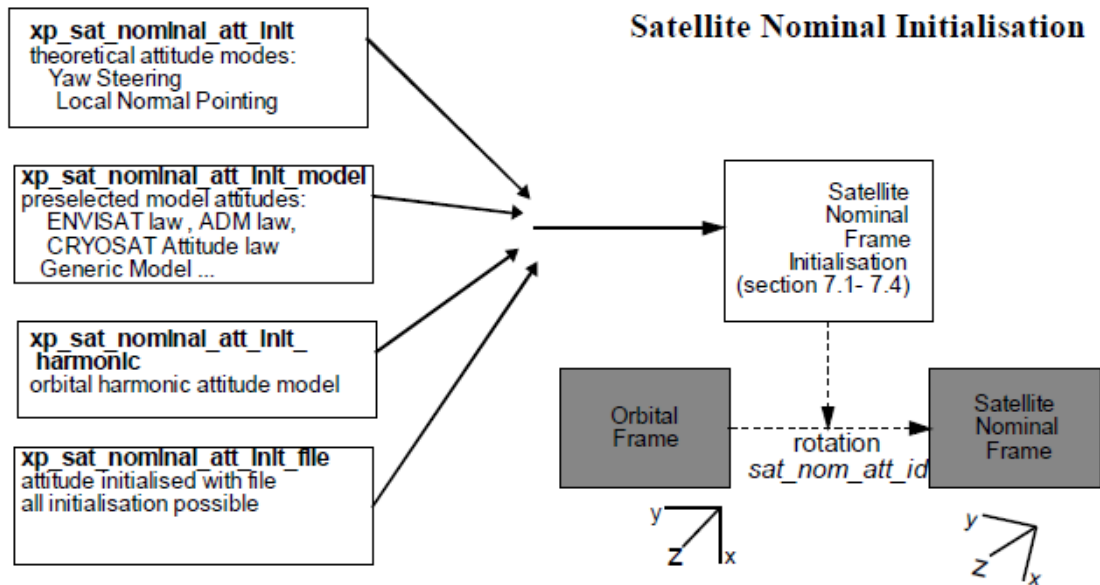 Satellite Nominal Initialisation
xp_sat_nominal_att_init
theoretical attitude modes:
Yaw Steering
Local Normal Pointing
xp_sat_nominal_att_init_model
preselected model attitudes:
ENVISAT law , ADM law,
CRYOSAT Attitude law
Generic Model ...
xp_sat_nominal_att_init_
harmonic
orbital harmonic attitude model
xp_sat_nominal_att_init_file
attitude initialised with file
all initialisation possible
Satellite
Nominal
Frame
Initialisation
(section 7.1- 7.4)
Orbital
Frame
rotation
sat_nom_att_id
Satellite
Nominal
Frame
y
z
x
y
z
x